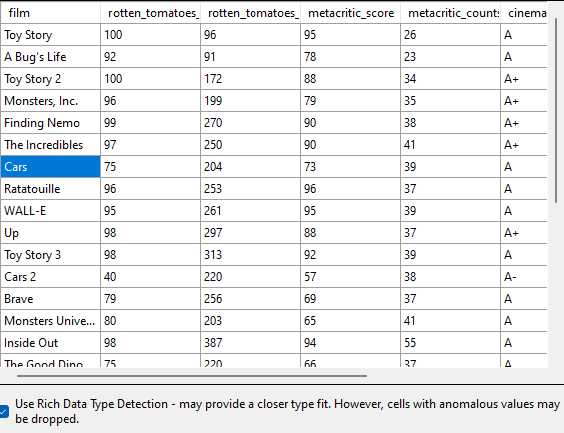 film rotten_tomatoes_ rotten_tomatoes_ metacritic_score metacritic_counts cinema
Toy Story 100 96 95 26 A
A Bug's Life 92 91 78 23 A
Toy Story 2 100 172 88 34 A+
Monsters, Inc. 96 199 79 35 A+
Finding Nemo 99 270 90 38 A+
The Incredibles 97 250 90 41 A+
Cars 75 204 73 39 A
Ratatouille 96 253 96 37 A
WALL-E 95 261 95 39 A
Up 98 297 88 37 A+
Toy Story 3 98 313 92 39 A
Cars 2 40 220 57 38 A-
Brave 79 256 69 37 A
Monsters Unive... 80 203 65 41 A
Inside Out 98 387 94 55 A
The Good Dino 75 220 66 37 A
Use Rich Data Type Detection - may provide a closer type fit. However, cells with anomalous values may
be dropped.